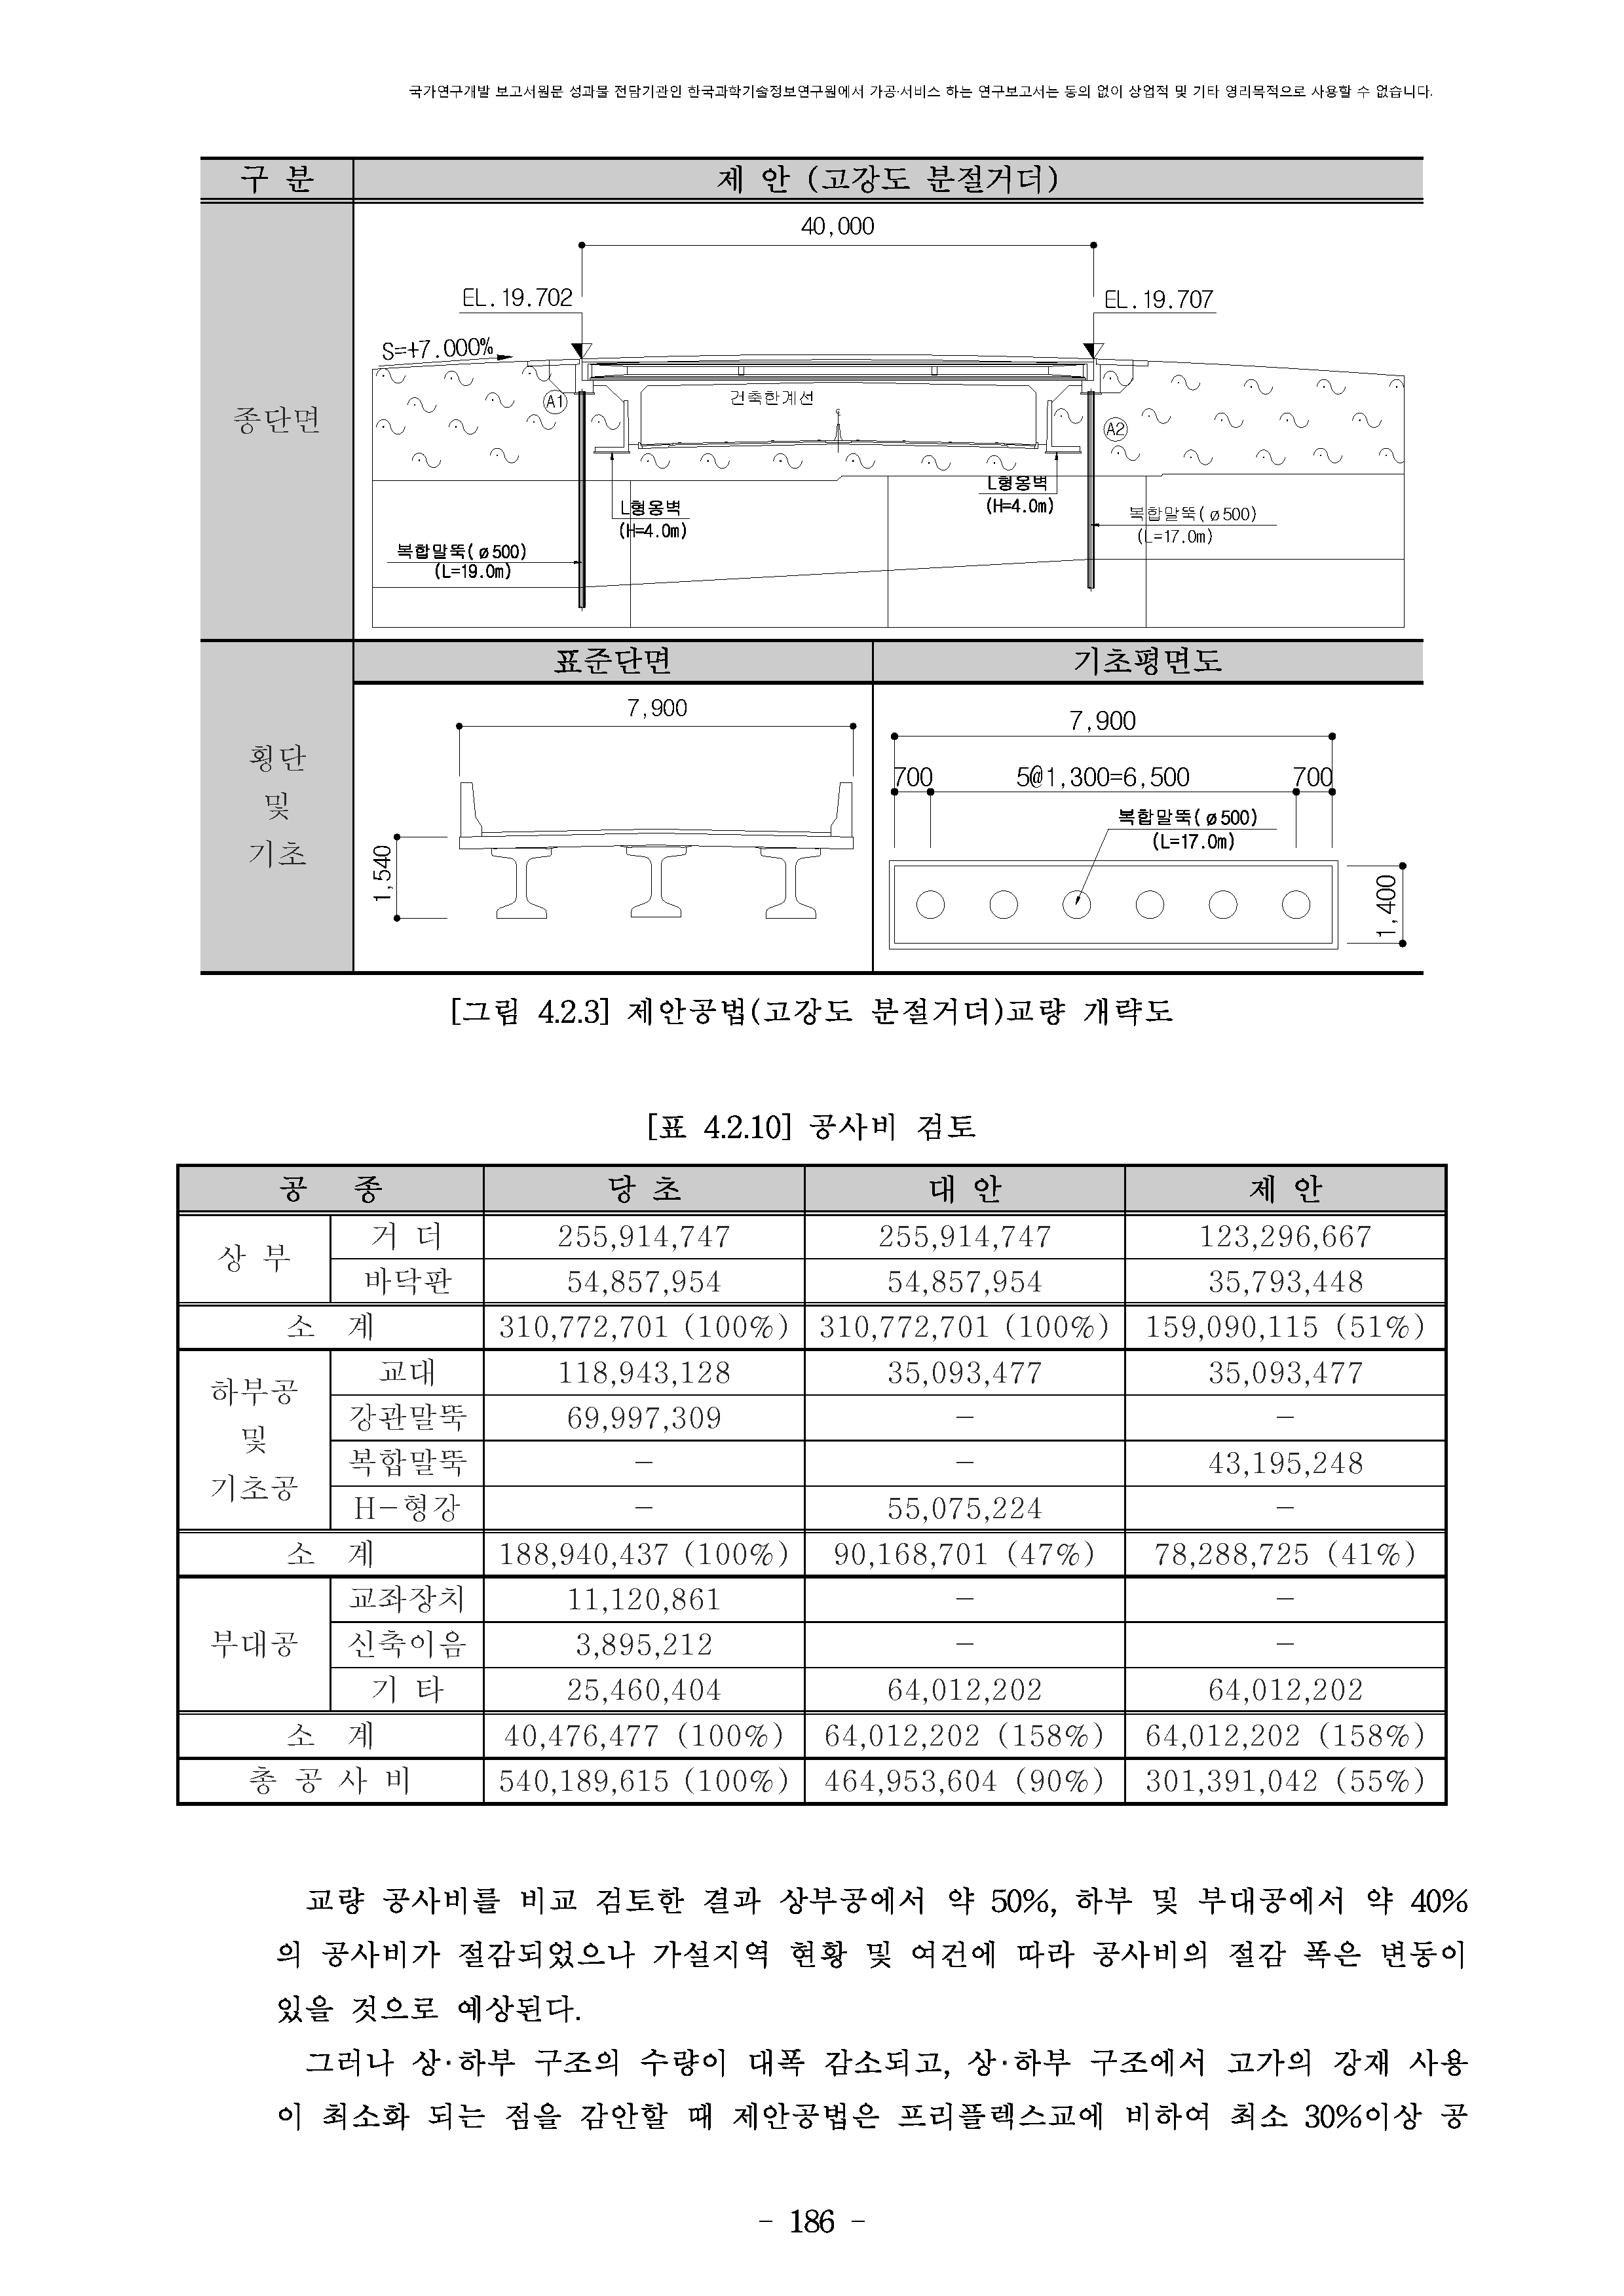 국가연구개발 보고서원문 성과물 전담기관인 한국과학기술정보연구원에서 가공·서비스 하는 연구보고서는 동의 없이 상업적 및 기타 영리목적으로 사용할 수 없습니다.
구 분 제 안 (고강도 분절거더)
종단면
40,000
EL.19.702 EL.19.707
S=+7.000%
건축한계선
A1 A2
L형옹벽 (H=4.0m)
L형옹벽 (H=4.0m)
복합말뚝(ø500) (L=17.0m)
복합말뚝(ø500) (L=19.0m)
횡단
및
기초
표준단면 기초평면도
7,900
1,540
7,900
700 5@1,300=6,500 700
복합말뚝(ø500)
(L=17.0m)
1,400
[그림 4.2.3] 제안공법(고강도 분절거더)교량 개략도
[표 4.2.10] 공사비 검토
공 종 당 초 대 안 제 안
상 부 거 더 255,914,747 255,914,747 123,296,667
바닥판 54,857,954 54,857,954 35,793,448
소 계 310,772,701 (100%) 310,772,701 (100%) 159,090,115 (51%)
하부공 및 기초공 교대 118,943,128 35,093,477 35,093,477
강관말뚝 69,997,309 - -
복합말뚝 - - 43,195,248
H-형강 - 55,075,224 -
소 계 188,940,437 (100%) 90,168,701 (47%) 78,288,725 (41%)
부대공 교좌장치 11,120,861 - -
신축이음 3,895,212 - -
기 타 25,460,404 64,012,202 64,012,202
소 계 40,476,477 (100%) 64,012,202 (158%) 64,012,202 (158%)
총 공 사 비 540,189,615 (100%) 464,953,604 (90%) 301,391,042 (55%)
교량 공사비를 비교 검토한 결과 상부공에서 약 50%, 하부 및 부대공에서 약 40%
의 공사비가 절감되었으나 가설지역 현황 및 여건에 따라 공사비의 절감 폭은 변동이
있을 것으로 예상된다.
그러나 상·하부 구조의 수량이 대폭 감소되고, 상·하부 구조에서 고가의 강재 사용
이 최소화 되는 점을 감안할 때 제안공법은 프리플렉스교에 비하여 최소 30%이상 공
- 186 -